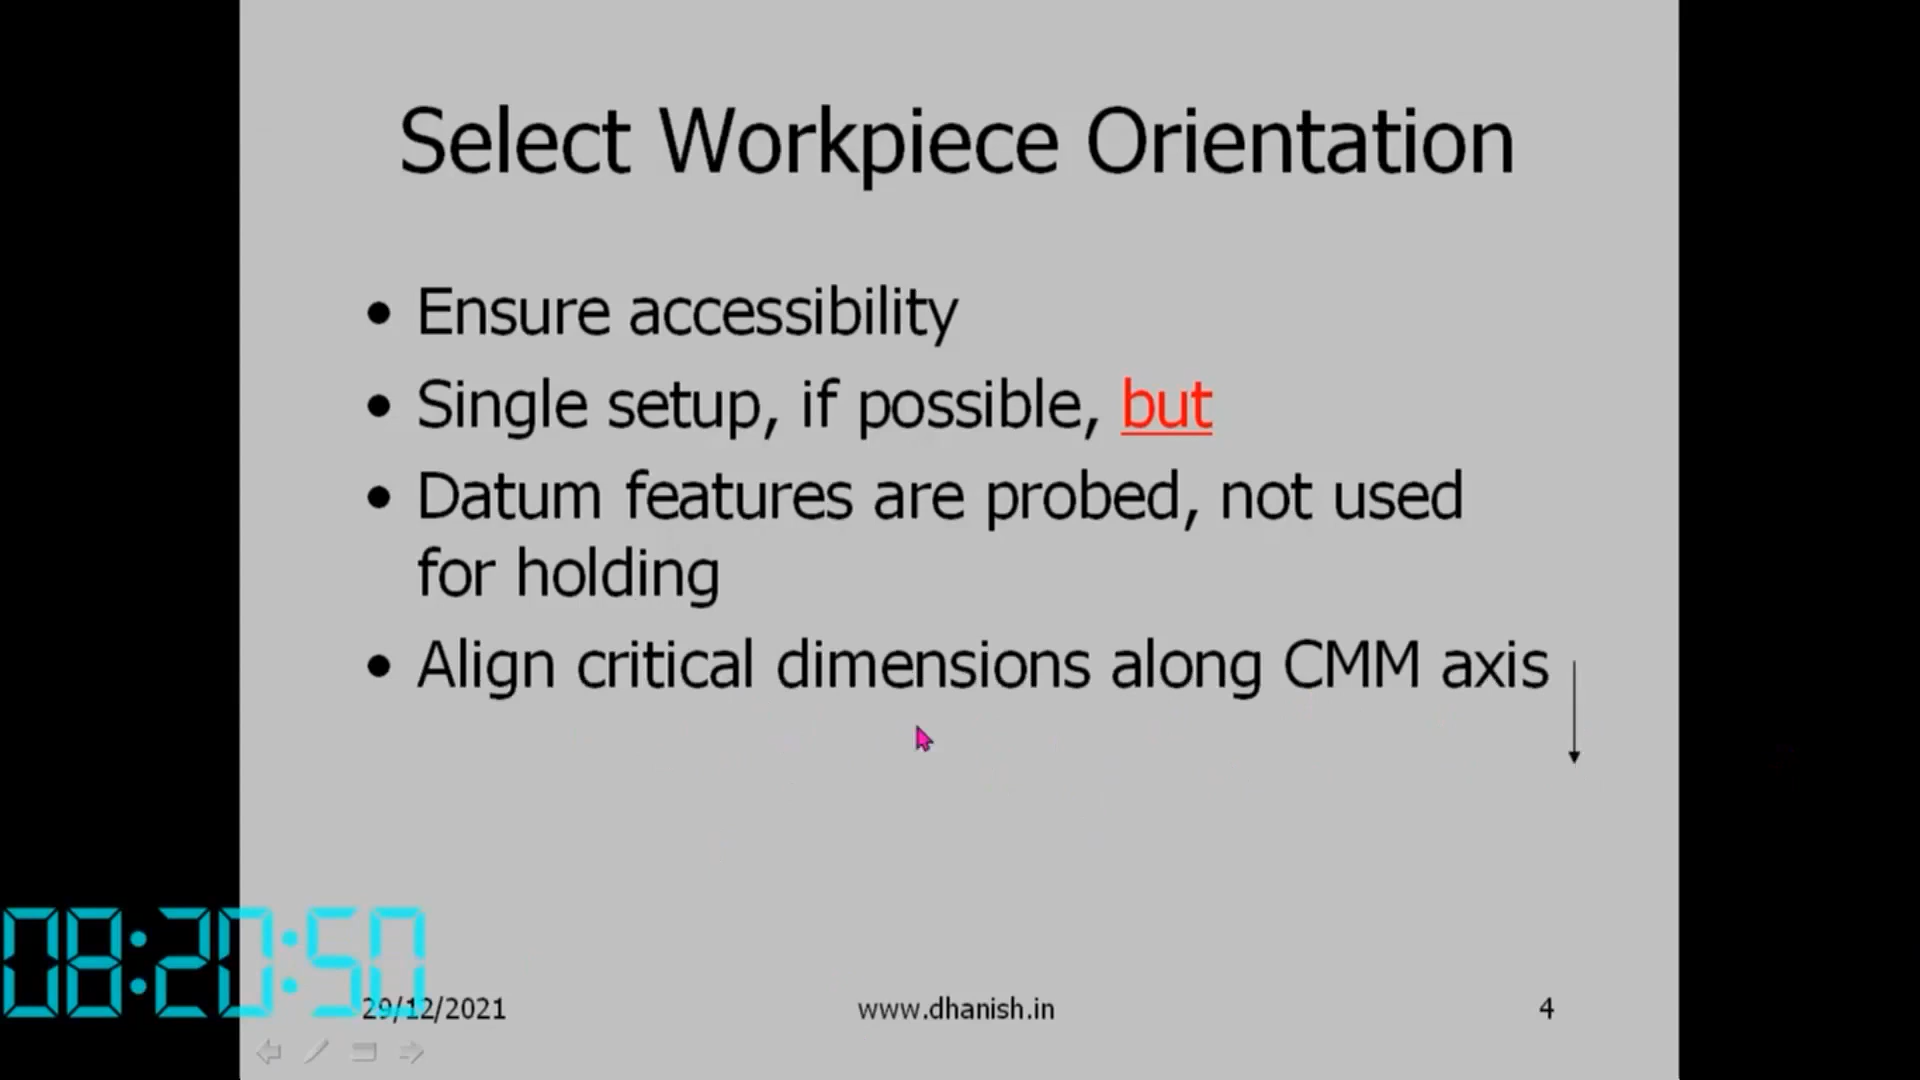 Select Workpiece Orientation
• Ensure accessibility
• Single setup, if possible, but
• Datum features are probed, not used
for holding
• Align critical dimensions along CMM axis
08:20:50
29/12/2021
www.dhanish.in
4